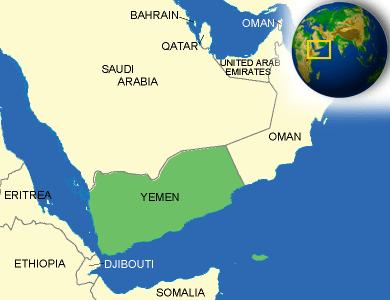 BAHRAIN
OMAN
QATAR
SAUDI
ARABIA
UNITED ARAB
EMIRATES
OMAN
ERITREA
YEMEN
ETHIOPIA
DJIBOUTI
SOMALIA